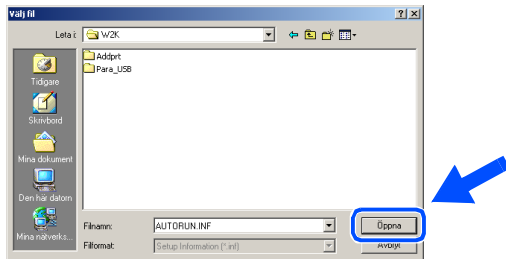 Välj fil
Leta i:
W2K
Addprt
Para_USB
Tidigare
Skrivbord
Mina dokument
Den här datorn
Mina nätverks...
Filnamn:
AUTORUN.INF
Öppna
Filformat:
Setup Information (*.inf)
Avbryt